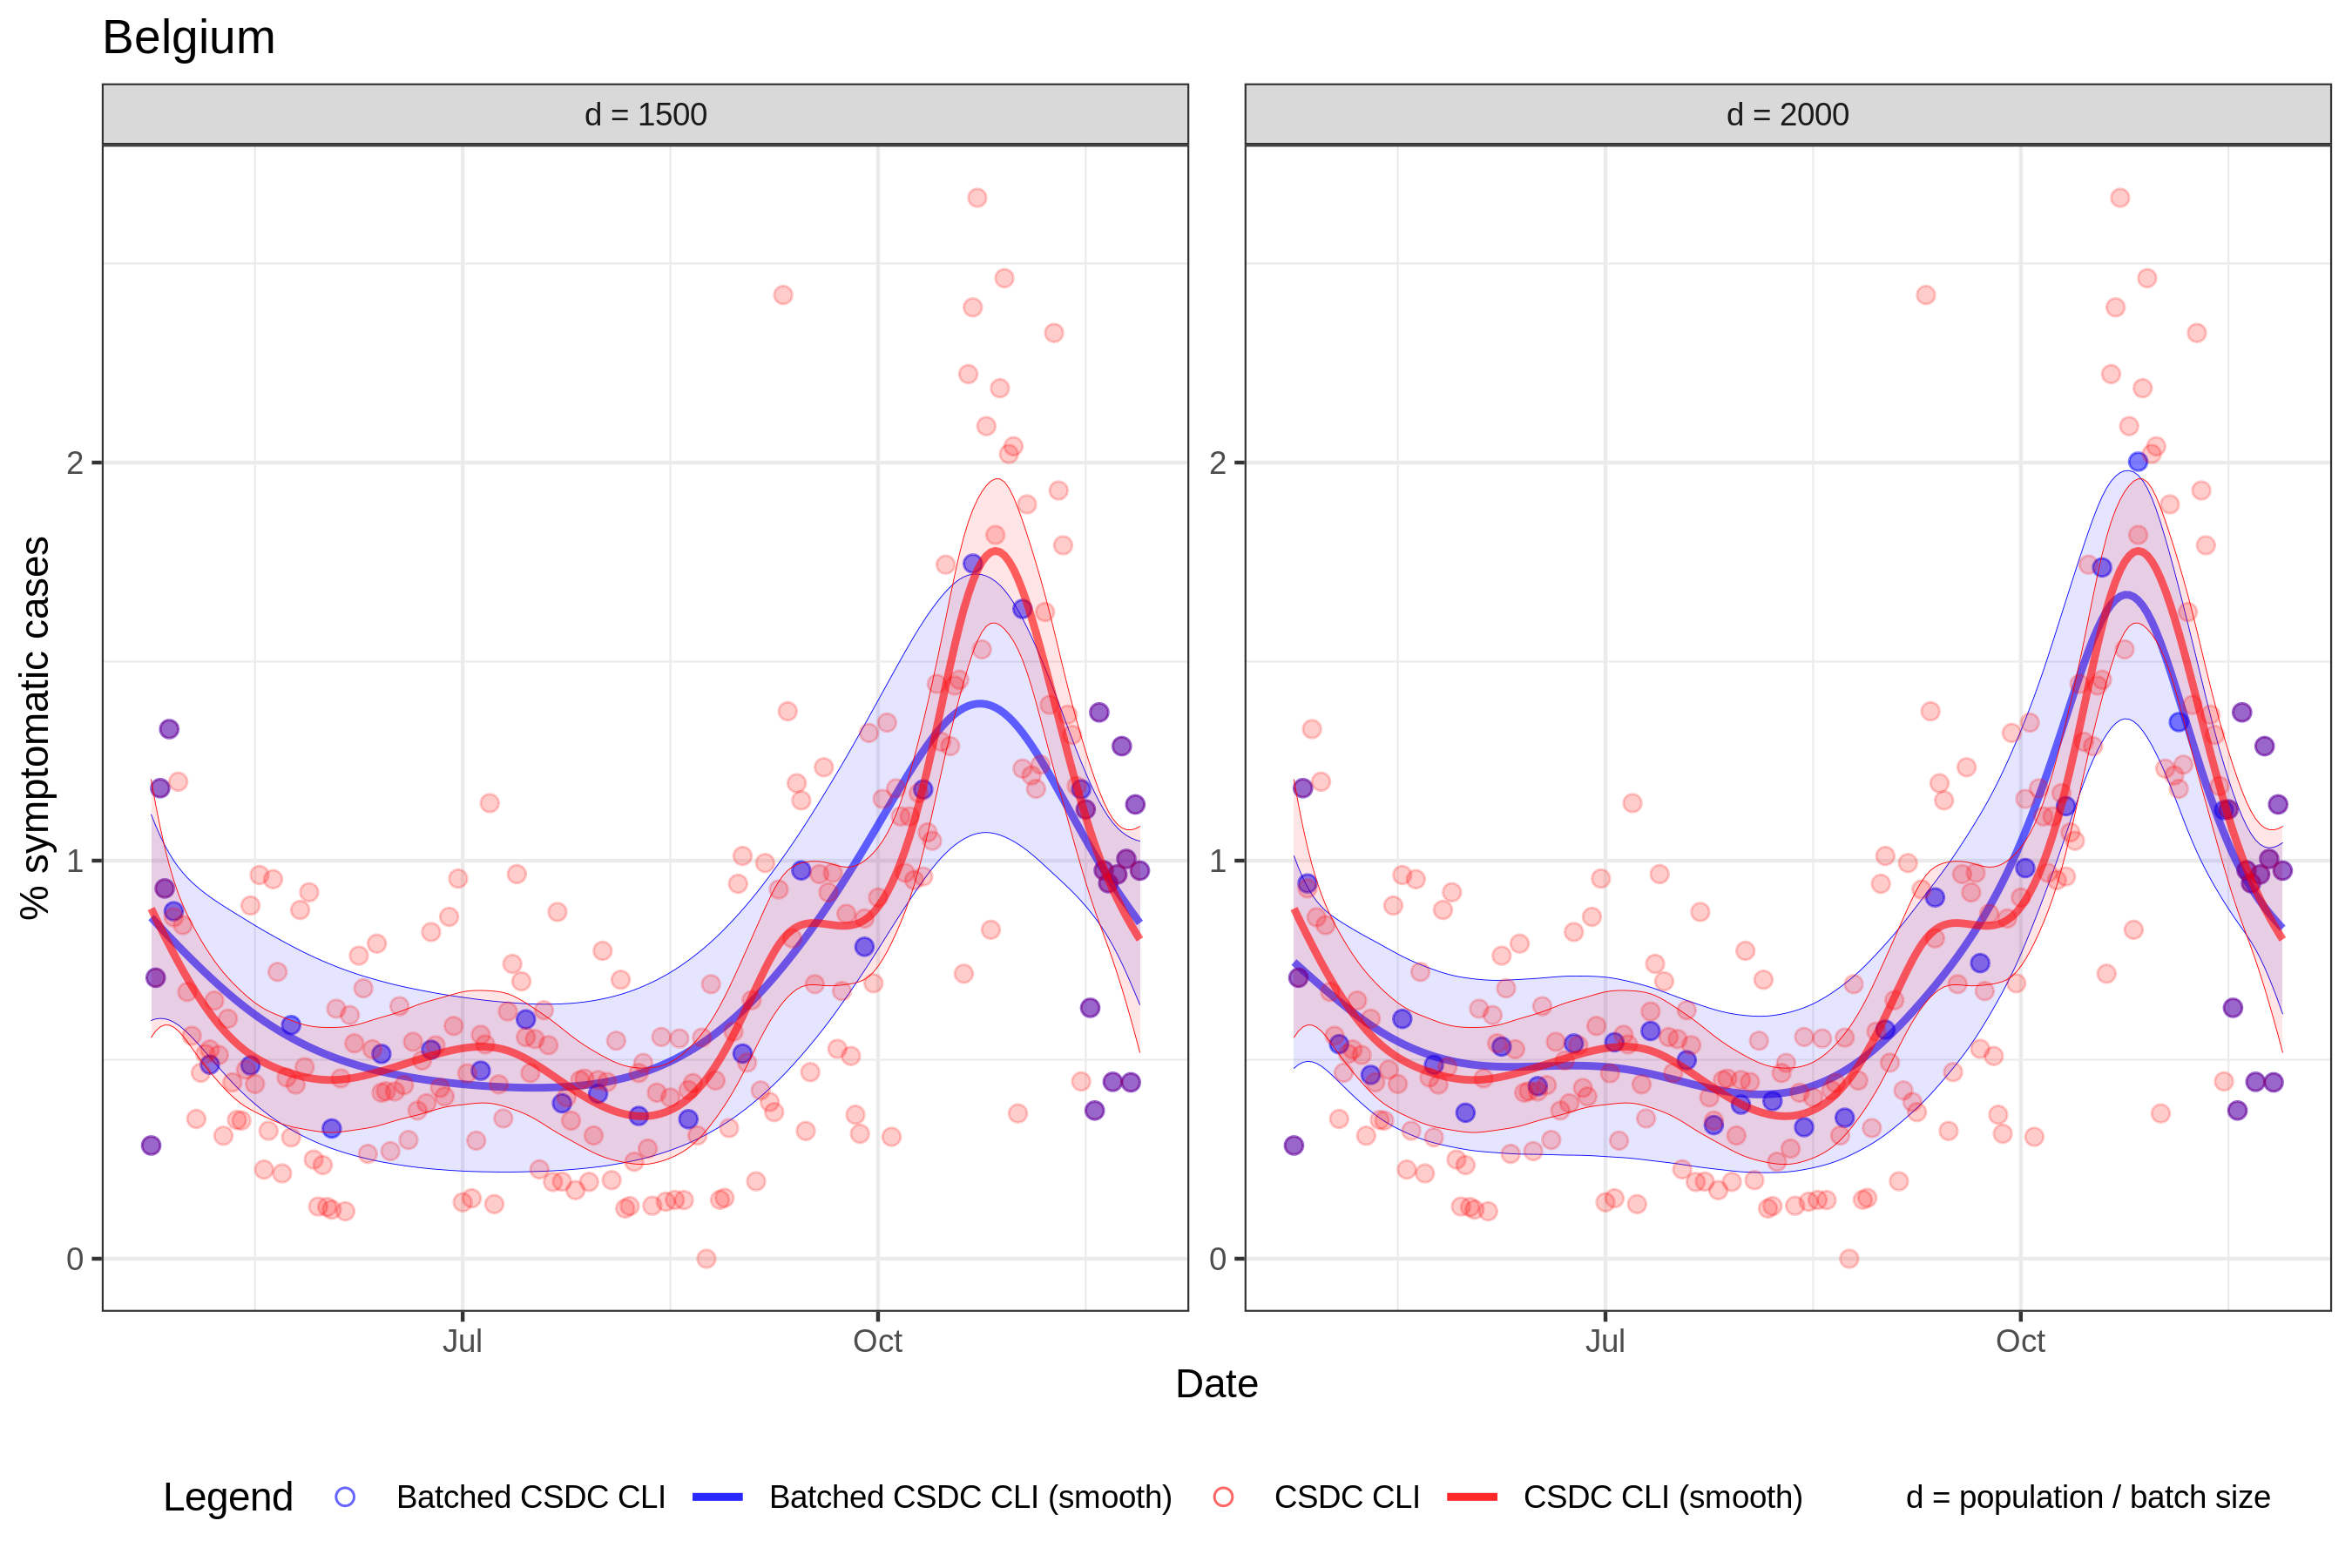 Belgium
d = 1500
d = 2000
% symptomatic cases
2
1
0
2
1
0
Jul
Oct
Jul
Oct
Date
Legend
Batched CSDC CLI
Batched CSDC CLI (smooth)
CSDC CLI
CSDC CLI (smooth)
d = population / batch size